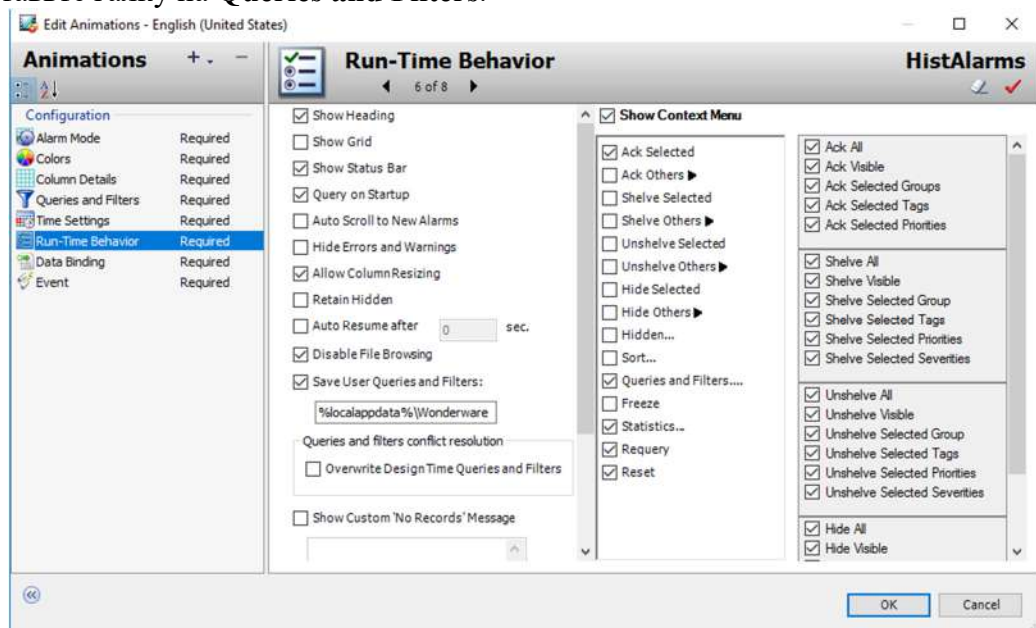 на Queries and Filters.
Edit Animations - English (United States)
Animations
Run-Time Behavior
HistAlarms
6 of 8
Configuration
Alarm Mode Required
Colors Required
Column Details Required
Queries and Filters Required
Time Settings Required
Run-Time Behavior Required
Data Binding Required
Event Required
Show Heading
Show Grid
Show Status Bar
Query on Startup
Auto Scroll to New Alarms
Hide Errors and Warnings
Allow Column Resizing
Retain Hidden
Auto Resume after 0 sec.
Disable File Browsing
Save User Queries and Filters:
%localappdata%\Wonderware
Queries and filters conflict resolution
Overwrite Design Time Queries and Filters
Show Custom 'No Records' Message
Show Context Menu
Ack Selected
Ack Others
Shelve Selected
Shelve Others
Unshelve Selected
Unshelve Others
Hide Selected
Hide Others
Hidden...
Sort...
Queries and Filters....
Freeze
Statistics...
Requery
Reset
Ack All
Ack Visible
Ack Selected Groups
Ack Selected Tags
Ack Selected Priorities
Shelve All
Shelve Visible
Shelve Selected Group
Shelve Selected Tags
Shelve Selected Priorities
Shelve Selected Severities
Unshelve All
Unshelve Visible
Unshelve Selected Group
Unshelve Selected Tags
Unshelve Selected Priorities
Unshelve Selected Severities
Hide All
Hide Visible
OK
Cancel